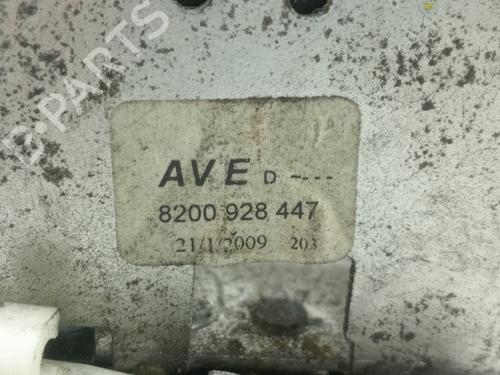 B-PARTS
AVE D ~---
8200 928 447
21/1/2009 203